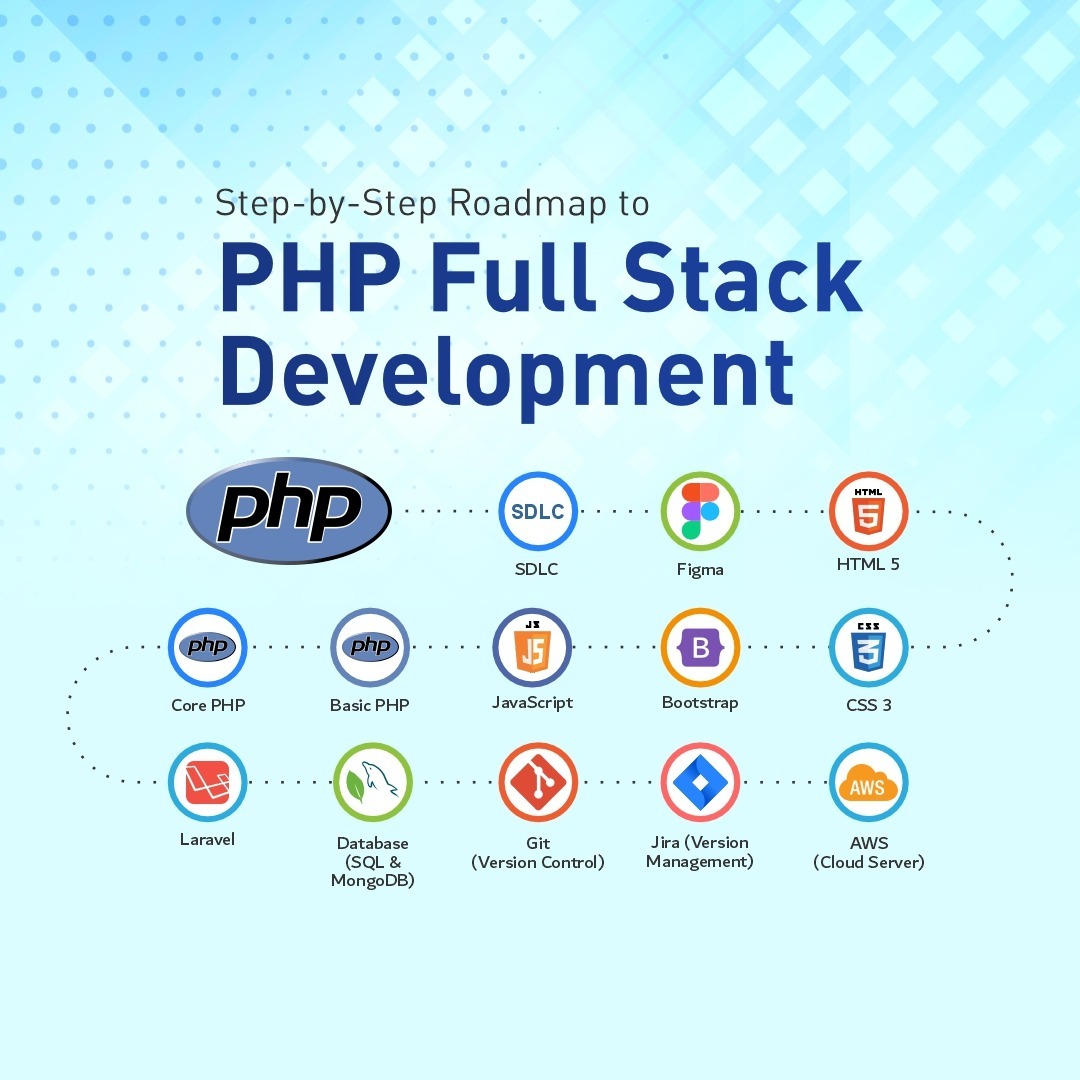 Step-by-Step Roadmap to
PHP Full Stack
Development
php
SDLC
SDLC
Figma
HTML
5
HTML 5
php
Core PHP
php
Basic PHP
JS
JS
JavaScript
B
Bootstrap
CSS
3
CSS 3
Laravel
Database
(SQL &
MongoDB)
Git
(Version Control)
Jira (Version
Management)
AWS
AWS
(Cloud Server)